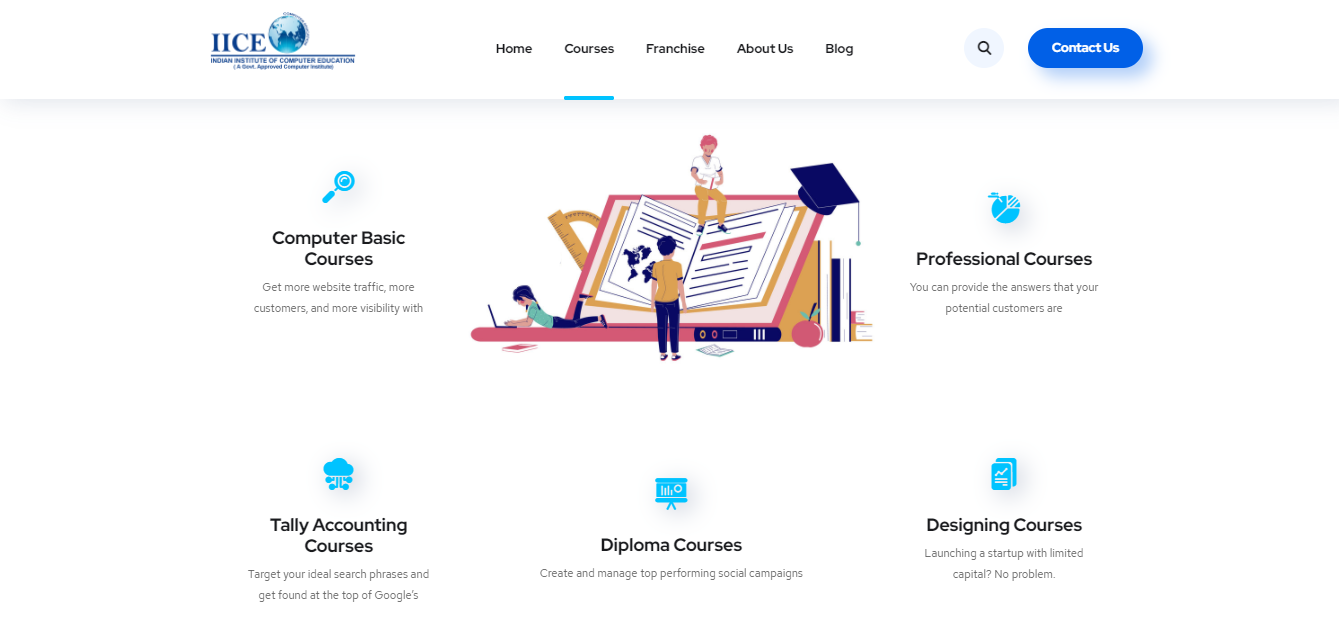 COMPUTER
IICE
INDIAN INSTITUTE OF COMPUTER EDUCATION
( A Govt. Approved Computer Institute)
Home
Courses
Franchise
About Us
Blog
Contact Us
Computer Basic
Courses
Get more website traffic, more
customers, and more visibility with
Professional Courses
You can provide the answers that your
potential customers are
Tally Accounting
Courses
Target your ideal search phrases and
get found at the top of Google's
Diploma Courses
Create and manage top performing social campaigns
Designing Courses
Launching a startup with limited
capital? No problem.